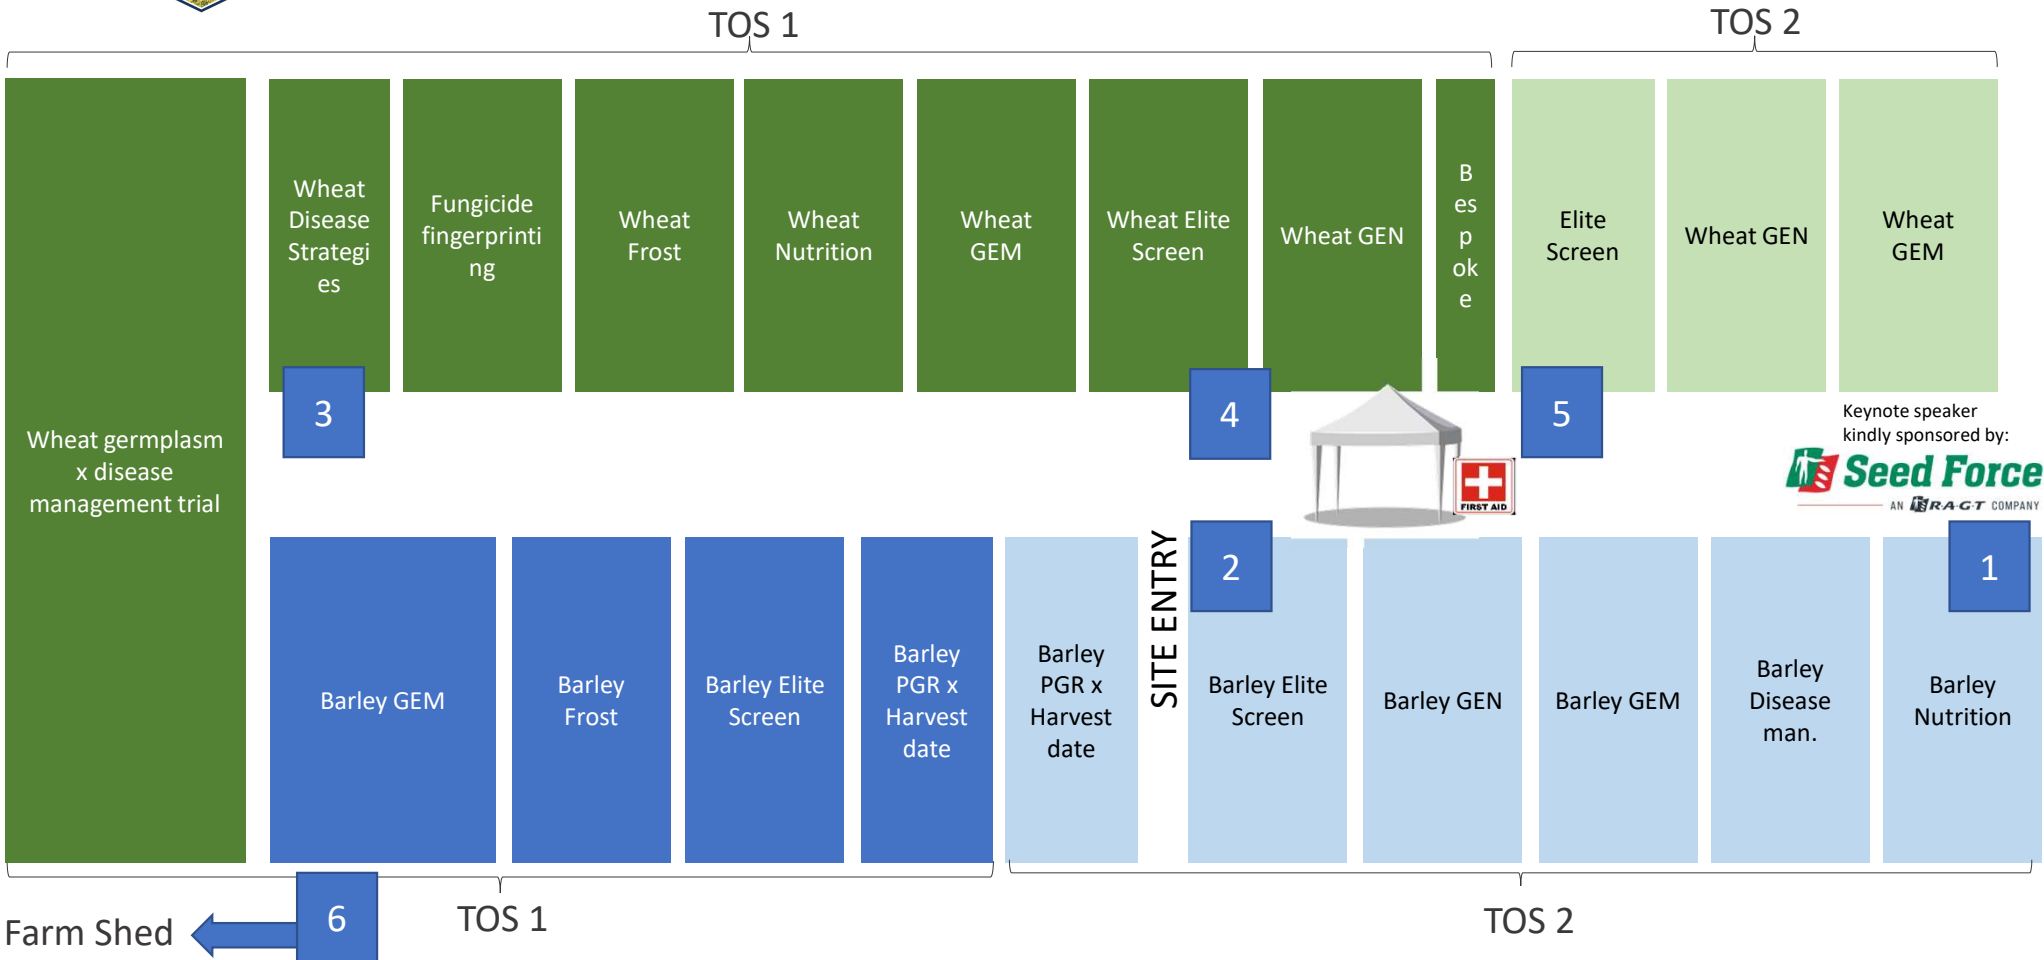 TOS 1
TOS 2
Wheat germplasm
x disease
management trial
Wheat
Disease
Strategi
es
Fungicide
fingerprinti
ng
Wheat
Frost
Wheat
Nutrition
Wheat
GEM
Wheat Elite
Screen
Wheat GEN
B
es
p
ok
e
Elite
Screen
Wheat GEN
Wheat
GEM
3
4
5
FIRST AID
Keynote speaker
kindly sponsored by:
Seed Force
AN RAGT COMPANY
SITE ENTRY
2
1
Barley GEM
Barley
Frost
Barley Elite
Screen
Barley
PGR x
Harvest
date
Barley
PGR x
Harvest
date
Barley Elite
Screen
Barley GEN
Barley GEM
Barley
Disease
man.
Barley
Nutrition
Farm Shed
6
TOS 1
TOS 2